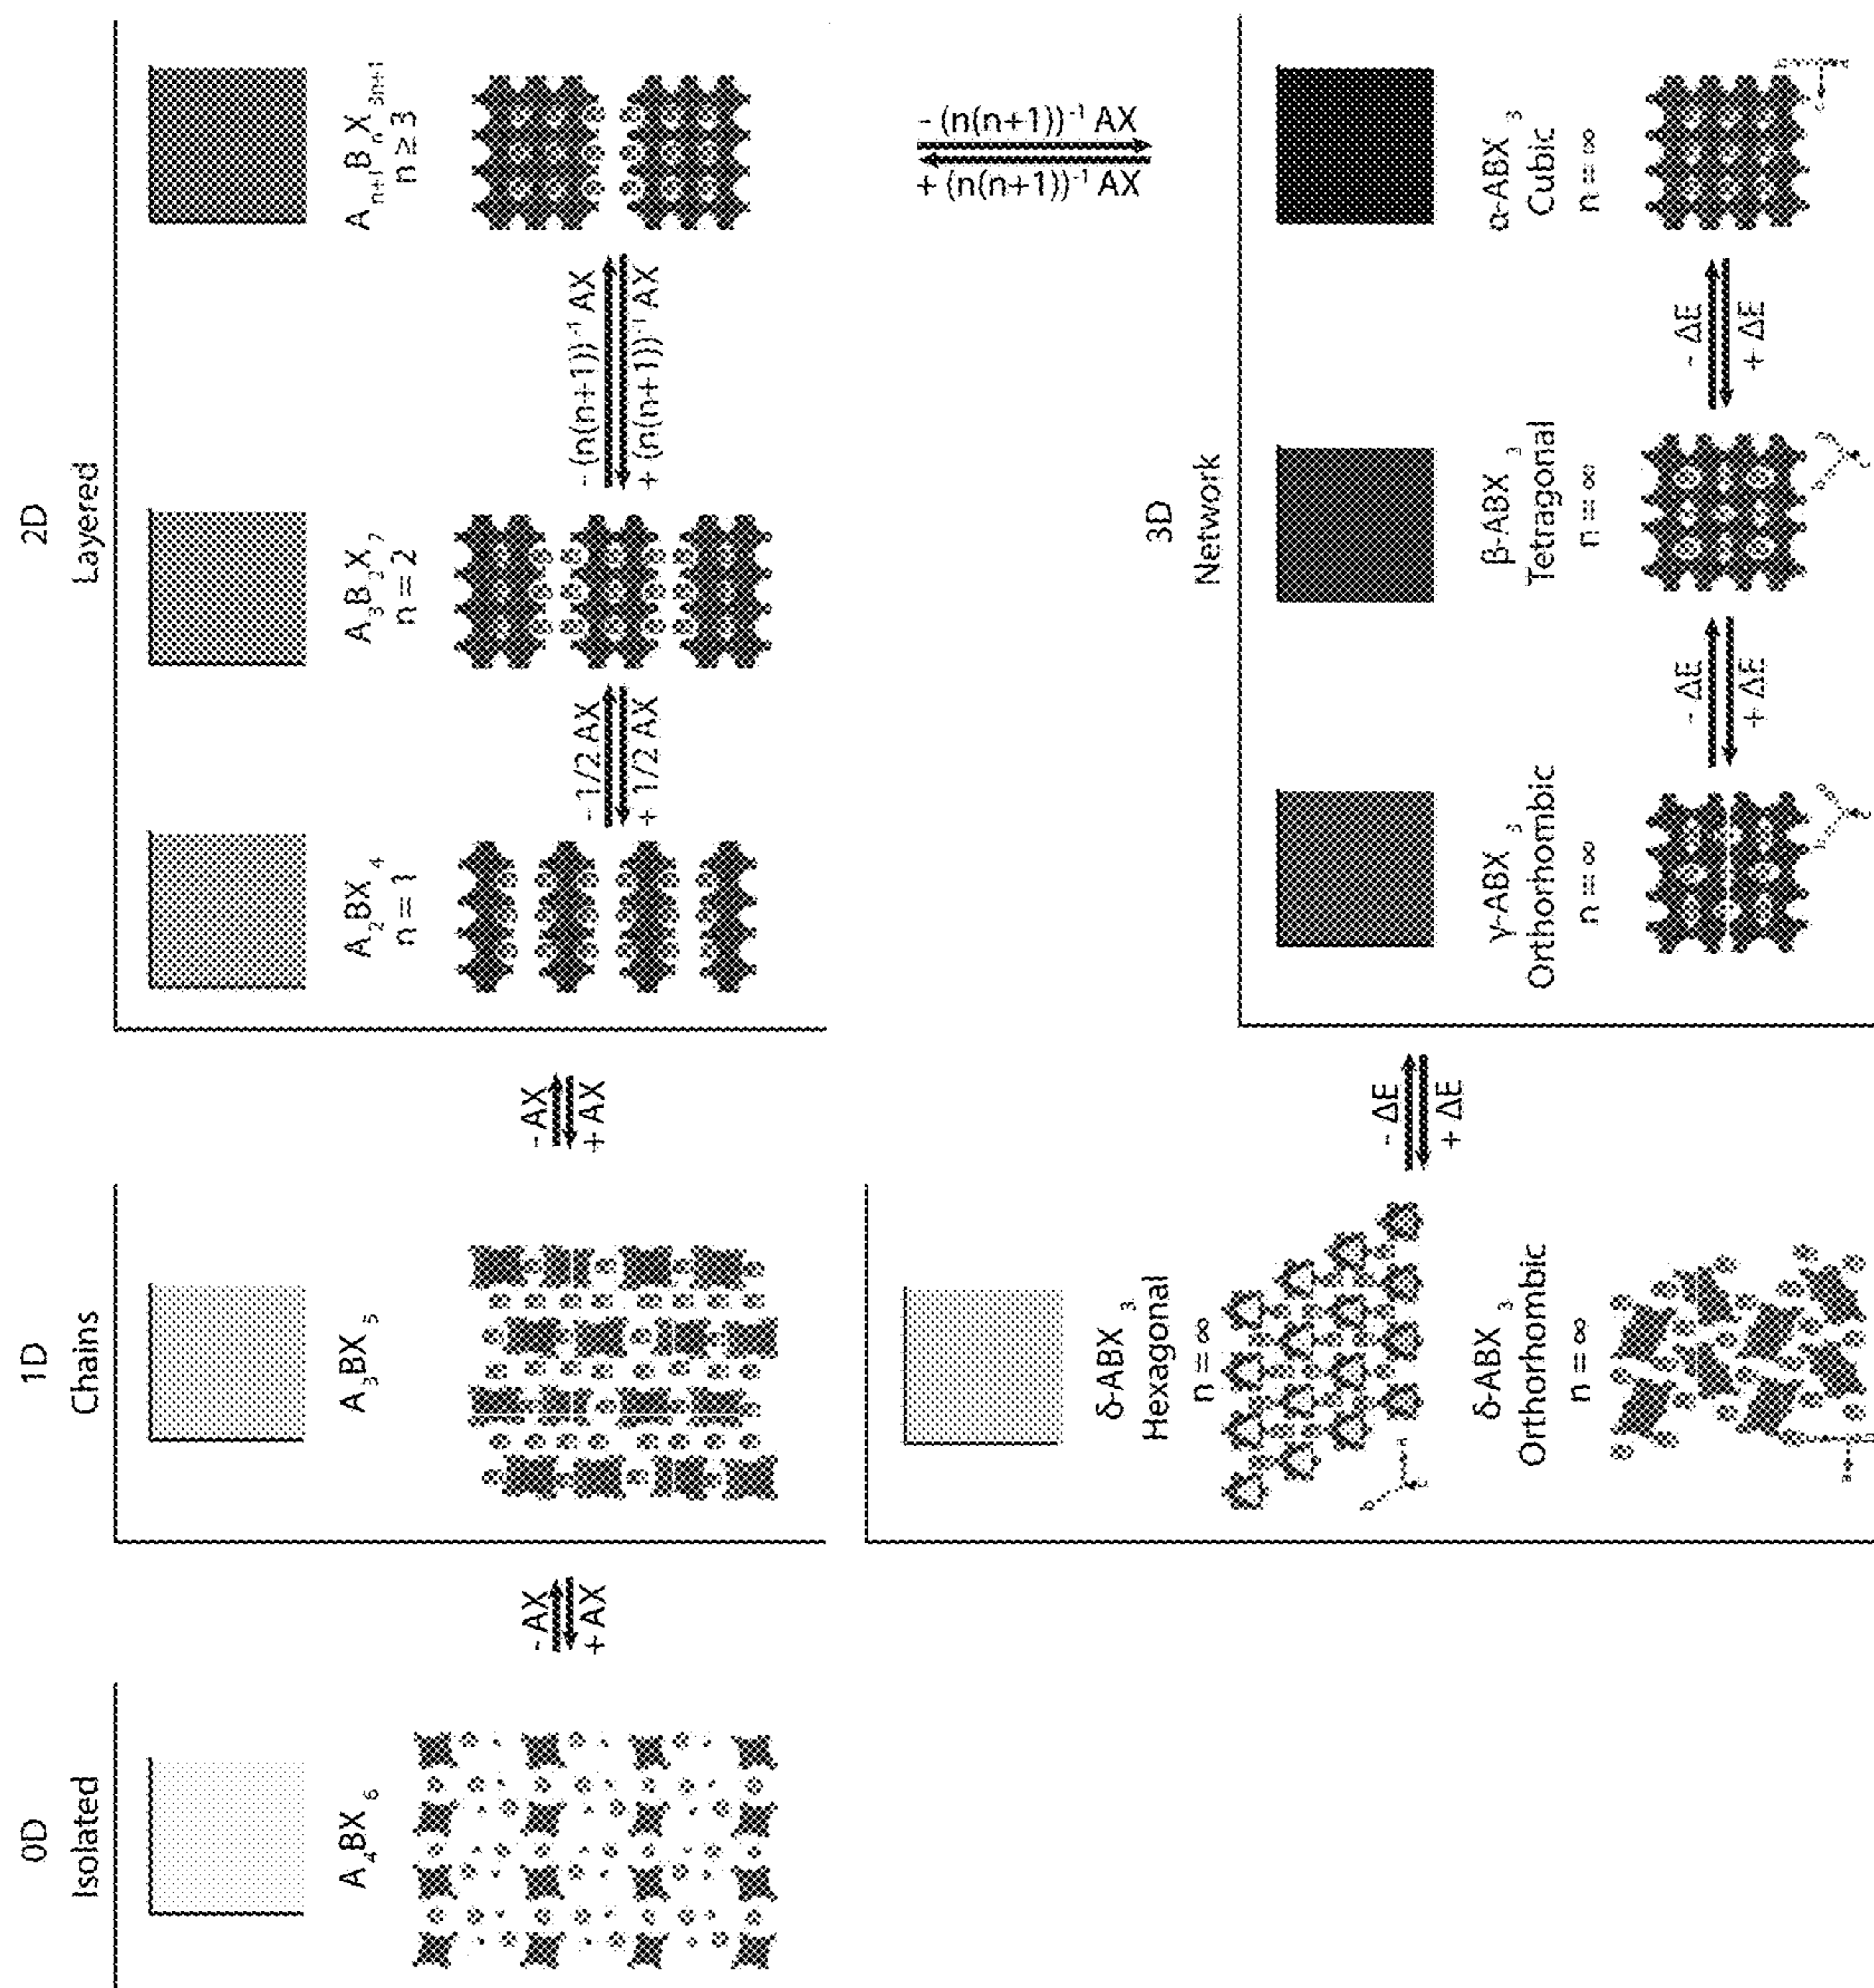 0D
Isolated
A₄BX₆
- AX
+ AX
1D
Chains
A₃BX₅
- AX
+ AX
2D
Layered
A₂BX₄
n = 1
- 1/2 AX
+ 1/2 AX
A₃B₂X₇
n = 2
- (n(n+1))⁻¹ AX
+ (n(n+1))⁻¹ AX
Aₙ₊₁BₙX₃ₙ₊₁
n ≥ 3
- (n(n+1))⁻¹ AX
+ (n(n+1))⁻¹ AX
δ-ABX₃
Hexagonal
n = ∞
δ-ABX₃
Orthorhombic
n = ∞
- ΔE
+ ΔE
3D
Network
γ-ABX₃
Orthorhombic
n = ∞
- ΔE
+ ΔE
β-ABX₃
Tetragonal
n = ∞
- ΔE
+ ΔE
α-ABX₃
Cubic
n = ∞